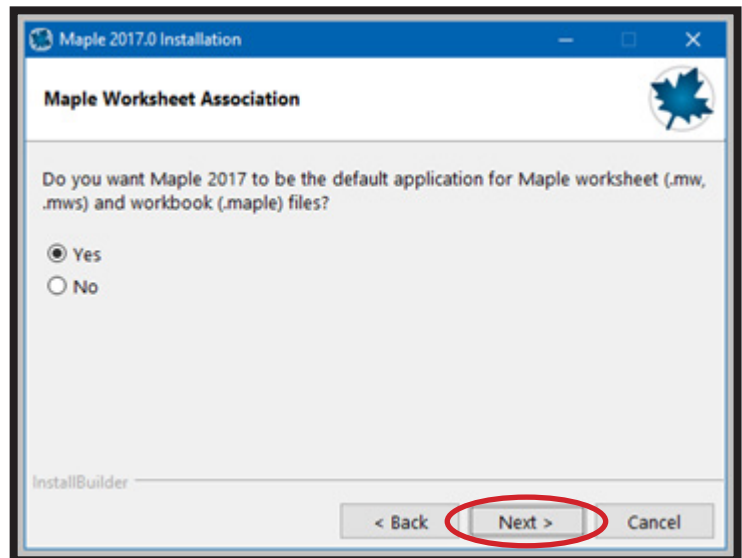 Maple 2017.0 Installation
Maple Worksheet Association
Do you want Maple 2017 to be the default application for Maple worksheet (.mw,
.mws) and workbook (.maple) files?
Yes
No
InstallBuilder
< Back Next > Cancel